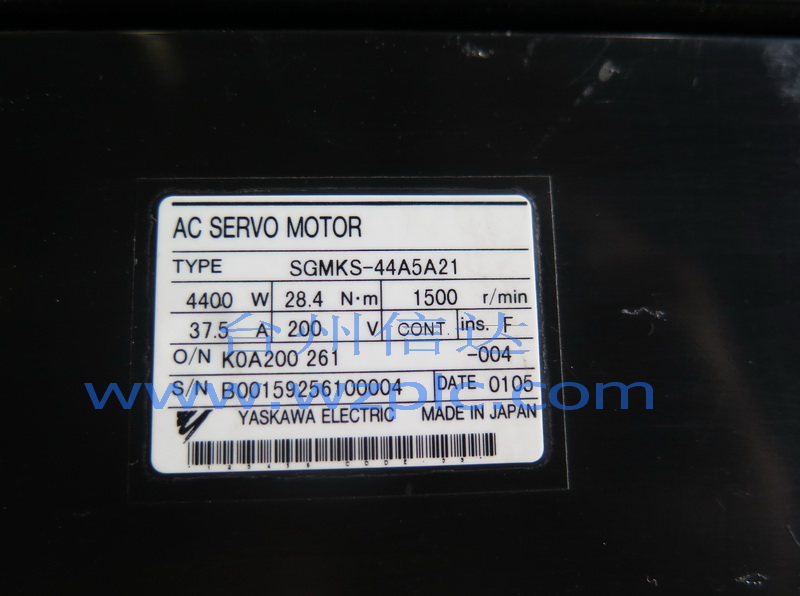 AC SERVO MOTOR
TYPE SGMKS-44A5A21
4400 W 28.4 N·m 1500 r/min
37.5 A 200 V CONT. ins. F
台州信达
O/N K0A200 261 -004
S/N B00159256100004 DATE 0105
www.wzplc.com
YASKAWA ELECTRIC MADE IN JAPAN